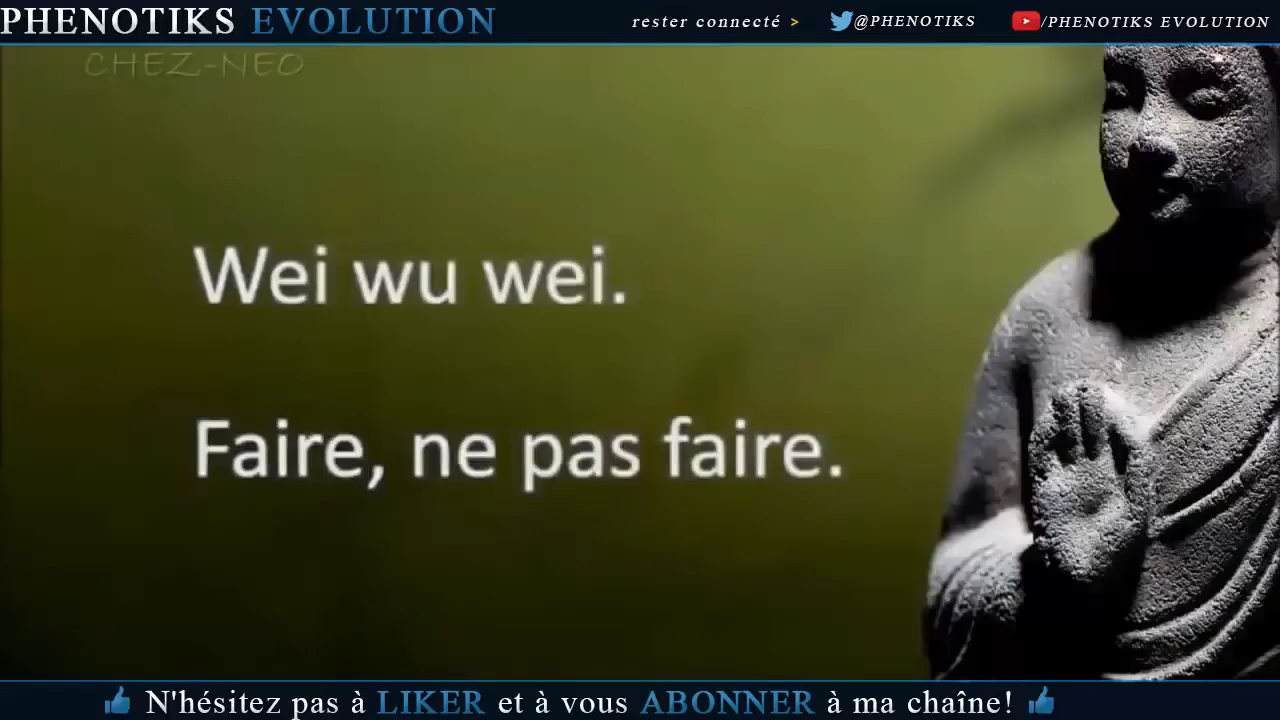 PHENOTIKS EVOLUTION rester connecté > @PHENOTIKS /PHENOTIKS EVOLUTION
CHEZ-NEO
Wei wu wei.
Faire, ne pas faire.
N'hésitez pas à LIKER et à vous ABONNER à ma chaîne!